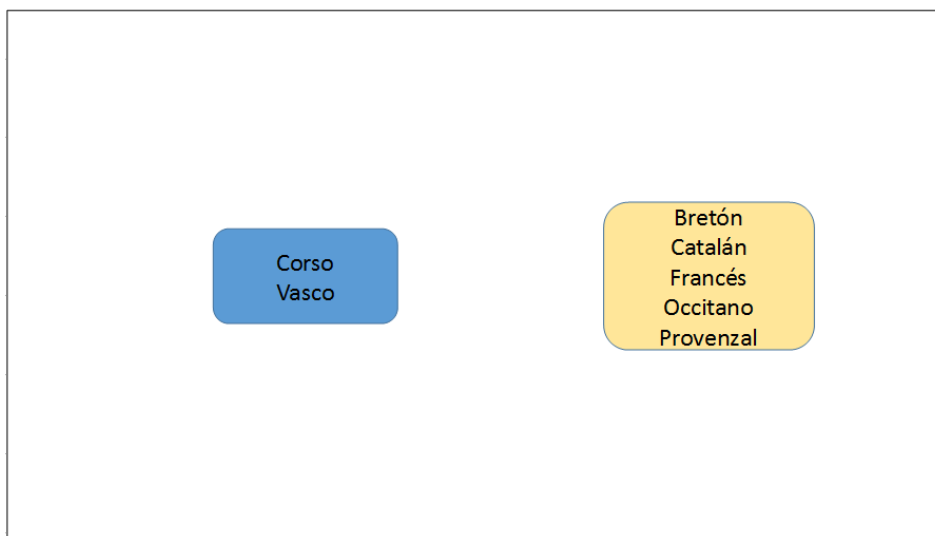 Corso
Vasco
Bretón
Catalán
Francés
Occitano
Provenzal